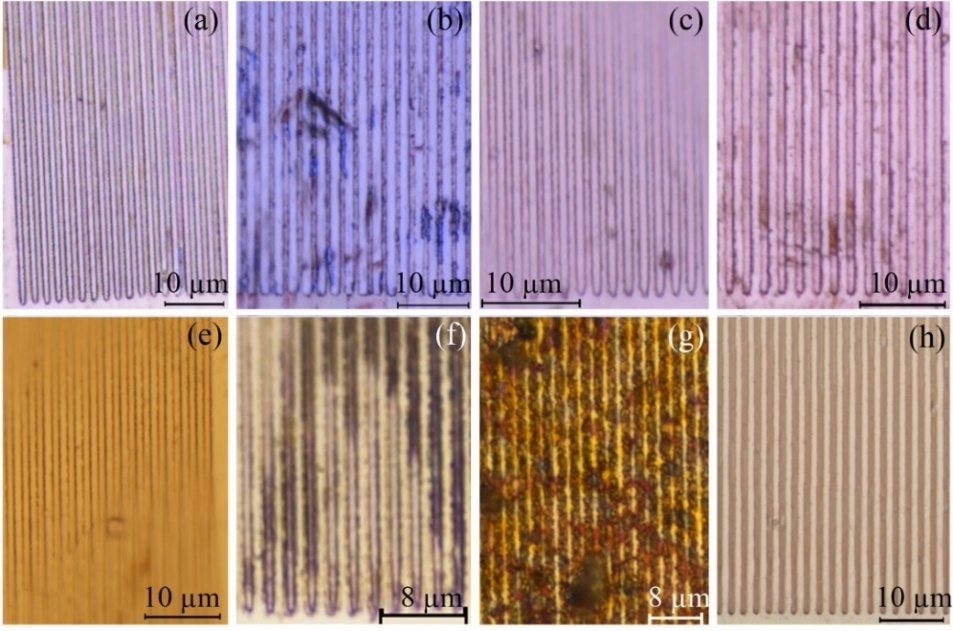 (a) (b) (c) (d)
10 µm 10 µm 10 µm 10 µm
(e) (f) (g) (h)
10 µm 8 µm 8 µm 10 µm